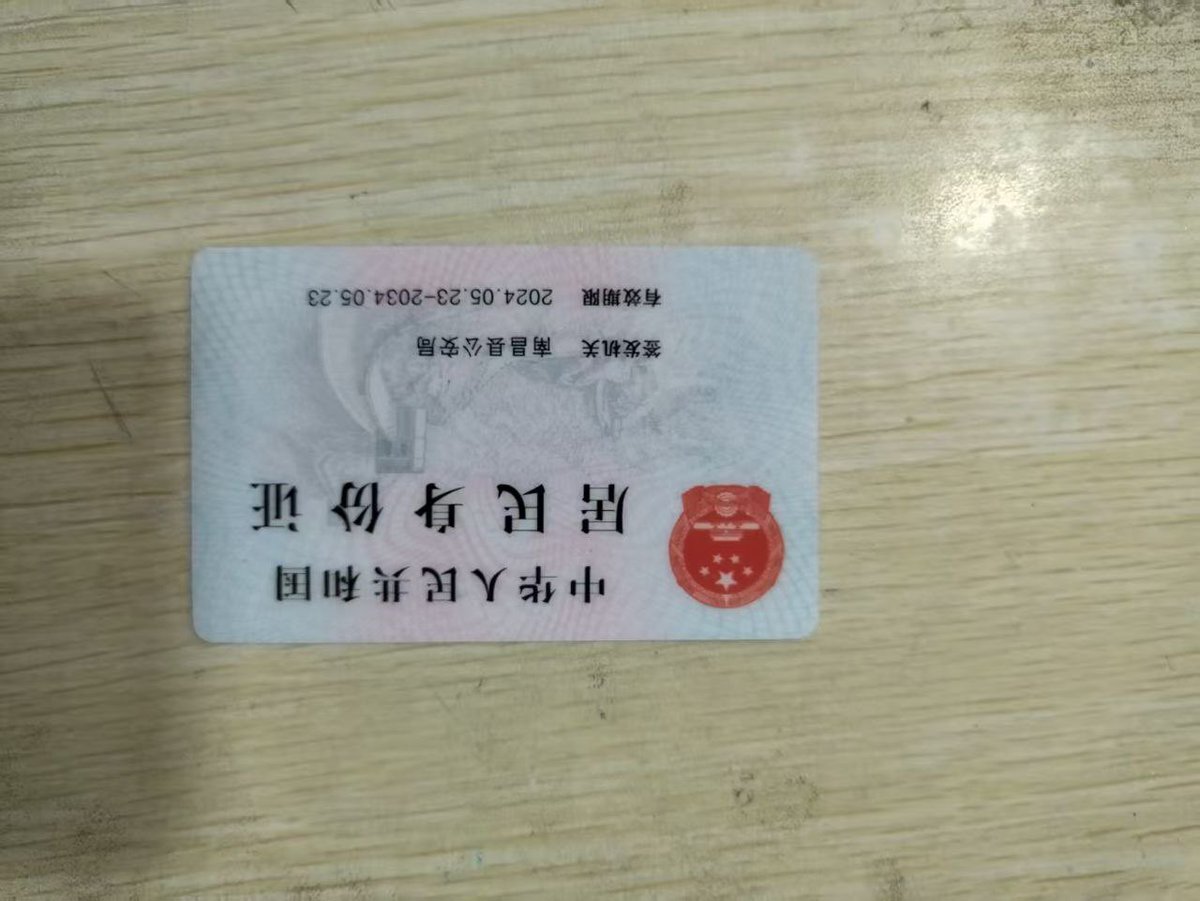 中华人民共和国
居民身份证
签发机关 南昌县公安局
有效期限 2024.05.23-2034.05.23